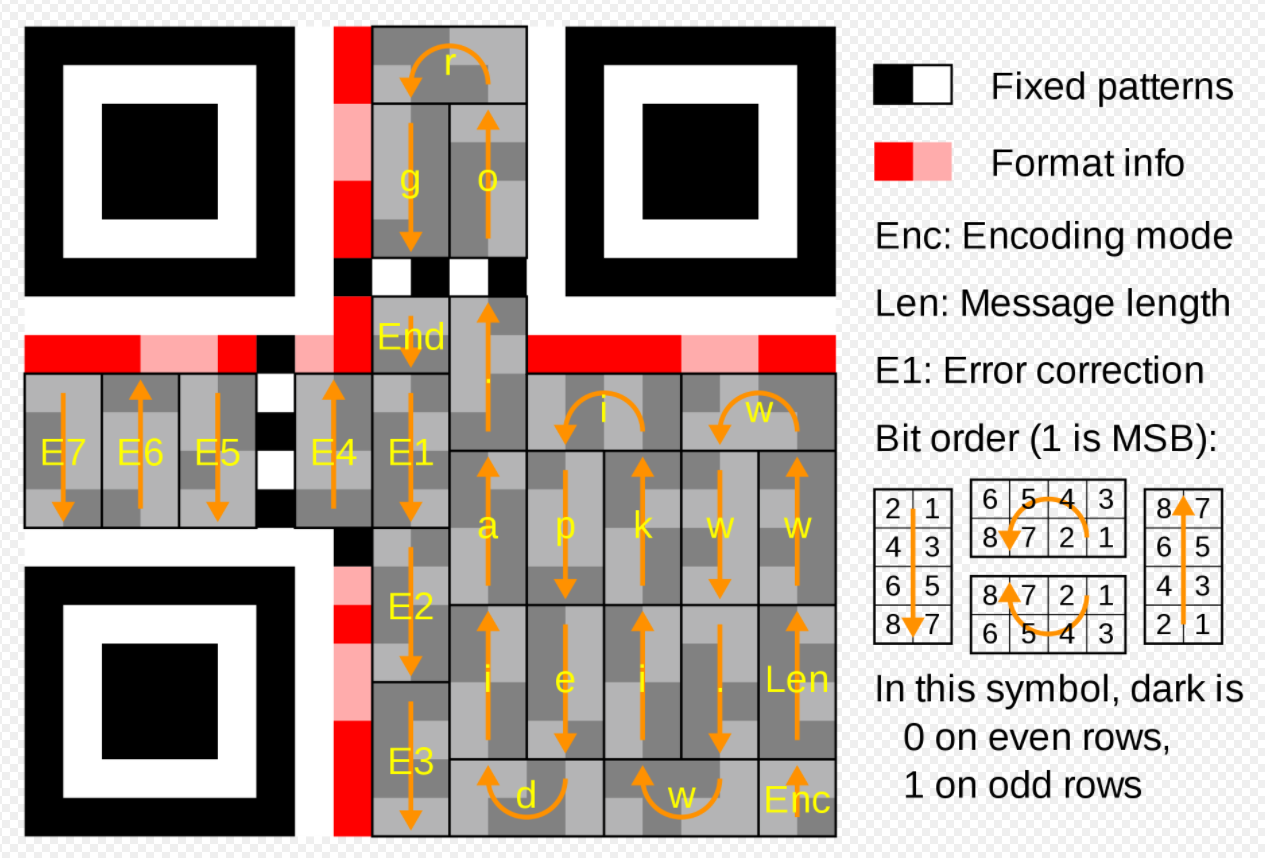 r
g o
End .
E7 E6 E5 E4 E1 i w
a p k w w
E2
i e i . Len
E3 d w Enc
Fixed patterns
Format info
Enc: Encoding mode
Len: Message length
E1: Error correction
Bit order (1 is MSB):
2 1
4 3
6 5
8 7
6 5 4 3
8 7 2 1
8 7 2 1
6 5 4 3
8 7
6 5
4 3
2 1
In this symbol, dark is
0 on even rows,
1 on odd rows